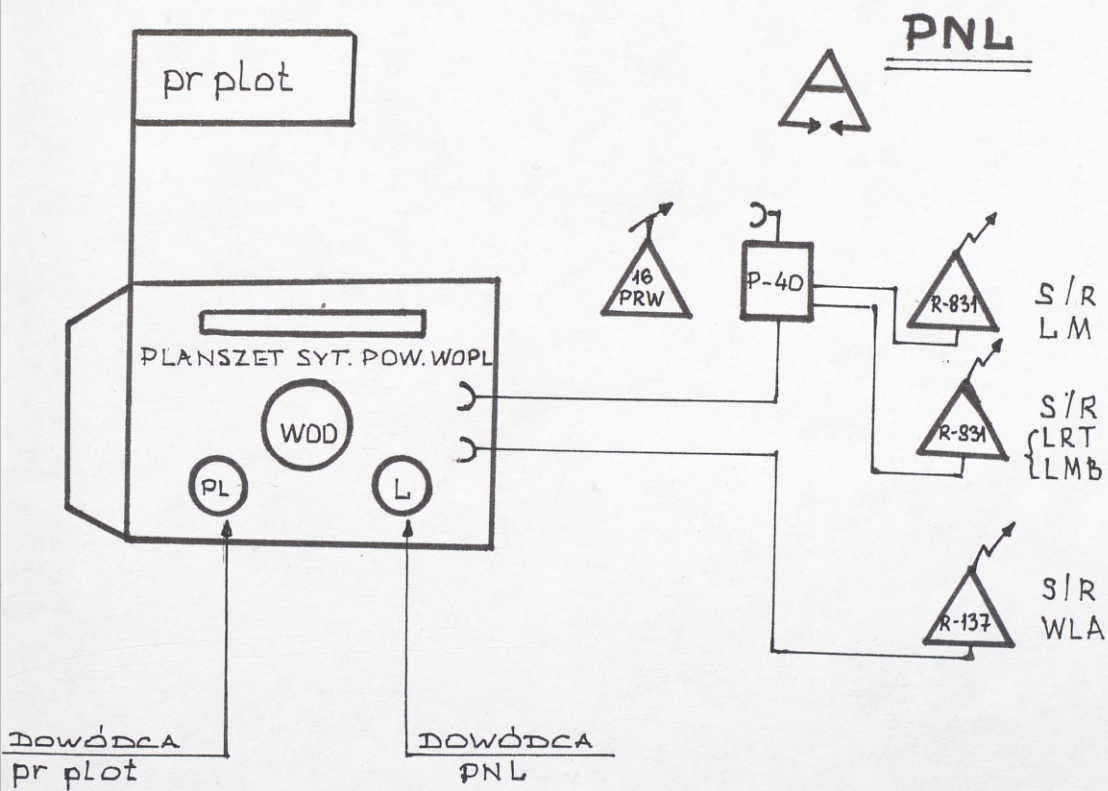 PNL
pr plot
16
PRW
P-40
R-831
S/R
LM
PLANSZET SYT. POW. WOPL
WOD
PL
L
R-831
S/R
LRT
LMB
R-137
S/R
WLA
DOWÓDCA
pr plot
DOWÓDCA
PNL